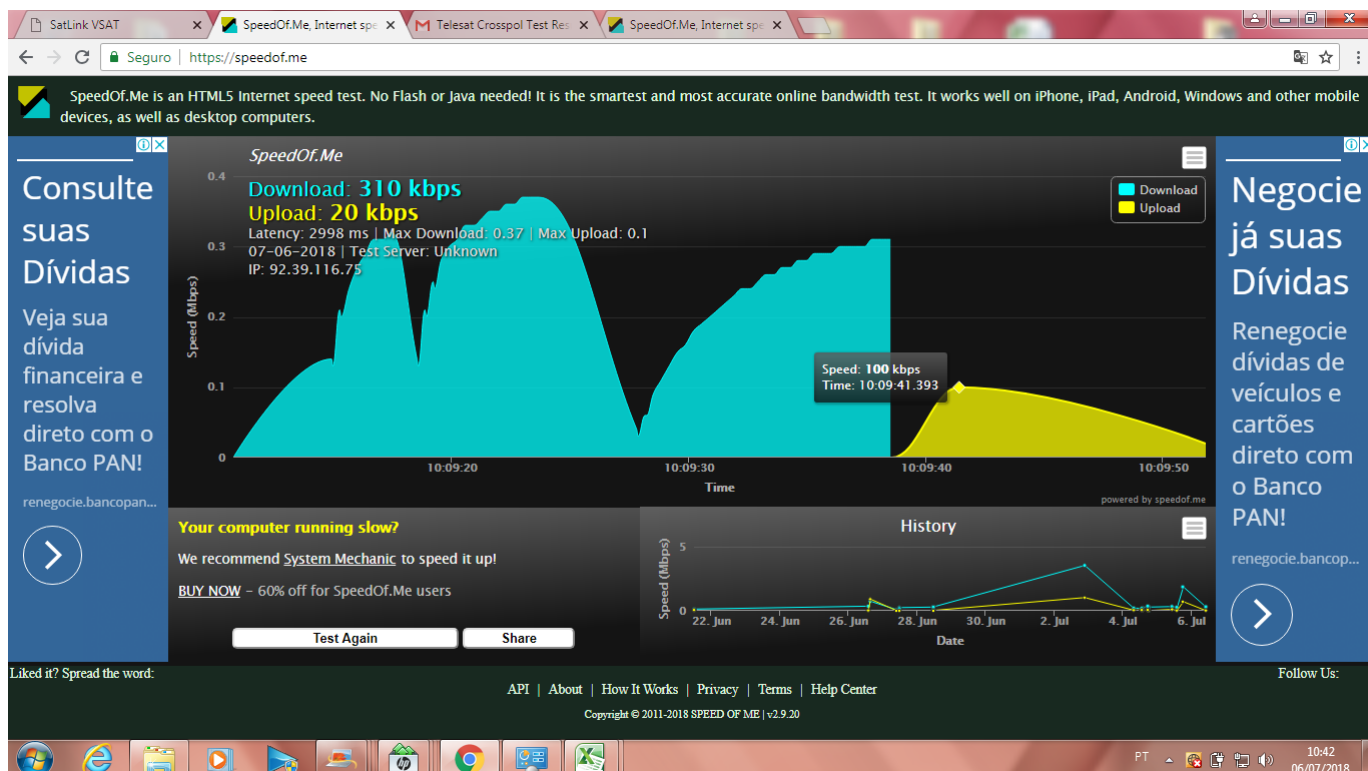 SatLink VSAT
SpeedOf.Me, Internet spe
Telesat Crosspol Test Res
SpeedOf.Me, Internet spe
Seguro | https://speedof.me
SpeedOf.Me is an HTML5 Internet speed test. No Flash or Java needed! It is the smartest and most accurate online bandwidth test. It works well on iPhone, iPad, Android, Windows and other mobile
devices, as well as desktop computers.
Consulte
suas
Dívidas
Veja sua
dívida
financeira e
resolva
direto com o
Banco PAN!
renegocie.bancopan...
SpeedOf.Me
Download: 310 kbps
Upload: 20 kbps
Latency: 2998 ms | Max Download: 0.37 | Max Upload: 0.1
07-06-2018 | Test Server: Unknown
IP: 92.39.116.75
Download
Upload
Speed (Mbps)
0.4
0.3
0.2
0.1
0
Speed: 100 kbps
Time: 10:09:41.393
10:09:20
10:09:30
10:09:40
10:09:50
Time
powered by speedof.me
Negocie
já suas
Dívidas
Renegocie
dívidas de
veículos e
cartões
direto com
o Banco
PAN!
renegocie.bancop...
Your computer running slow?
We recommend System Mechanic to speed it up!
BUY NOW – 60% off for SpeedOf.Me users
Test Again
Share
History
Speed (Mbps)
5
0
22. Jun
24. Jun
26. Jun
28. Jun
30. Jun
2. Jul
4. Jul
6. Jul
Date
Liked it? Spread the word:
Follow Us:
API | About | How It Works | Privacy | Terms | Help Center
Copyright © 2011-2018 SPEED OF ME | v2.9.20
PT
10:42
06/07/2018